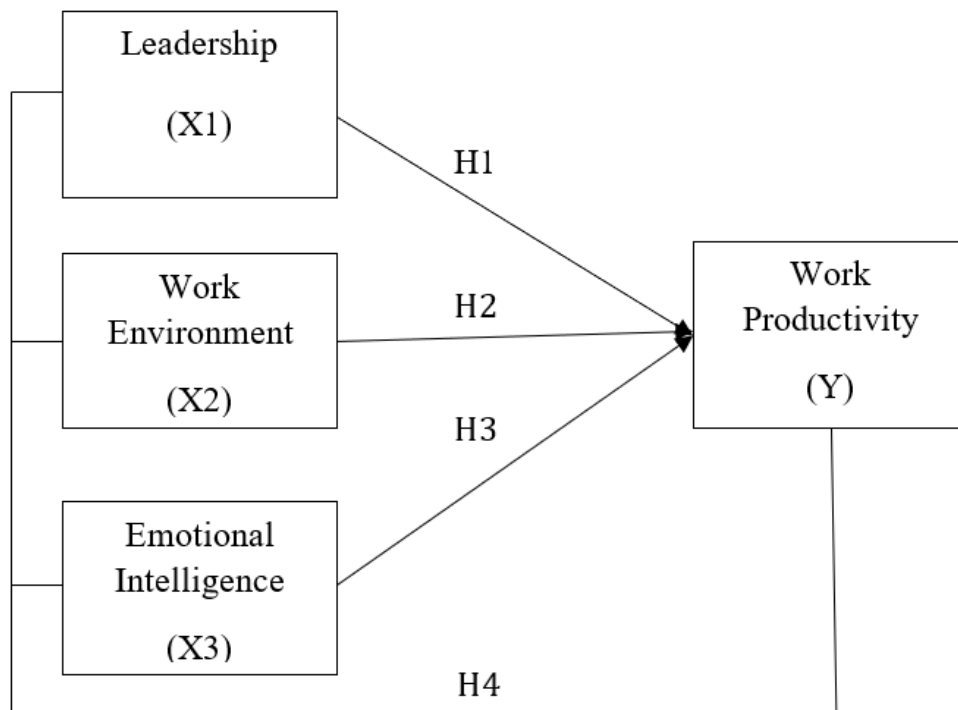 Leadership
(X1)
H1
Work
Environment
(X2)
H2
Work
Productivity
(Y)
H3
Emotional
Intelligence
(X3)
H4